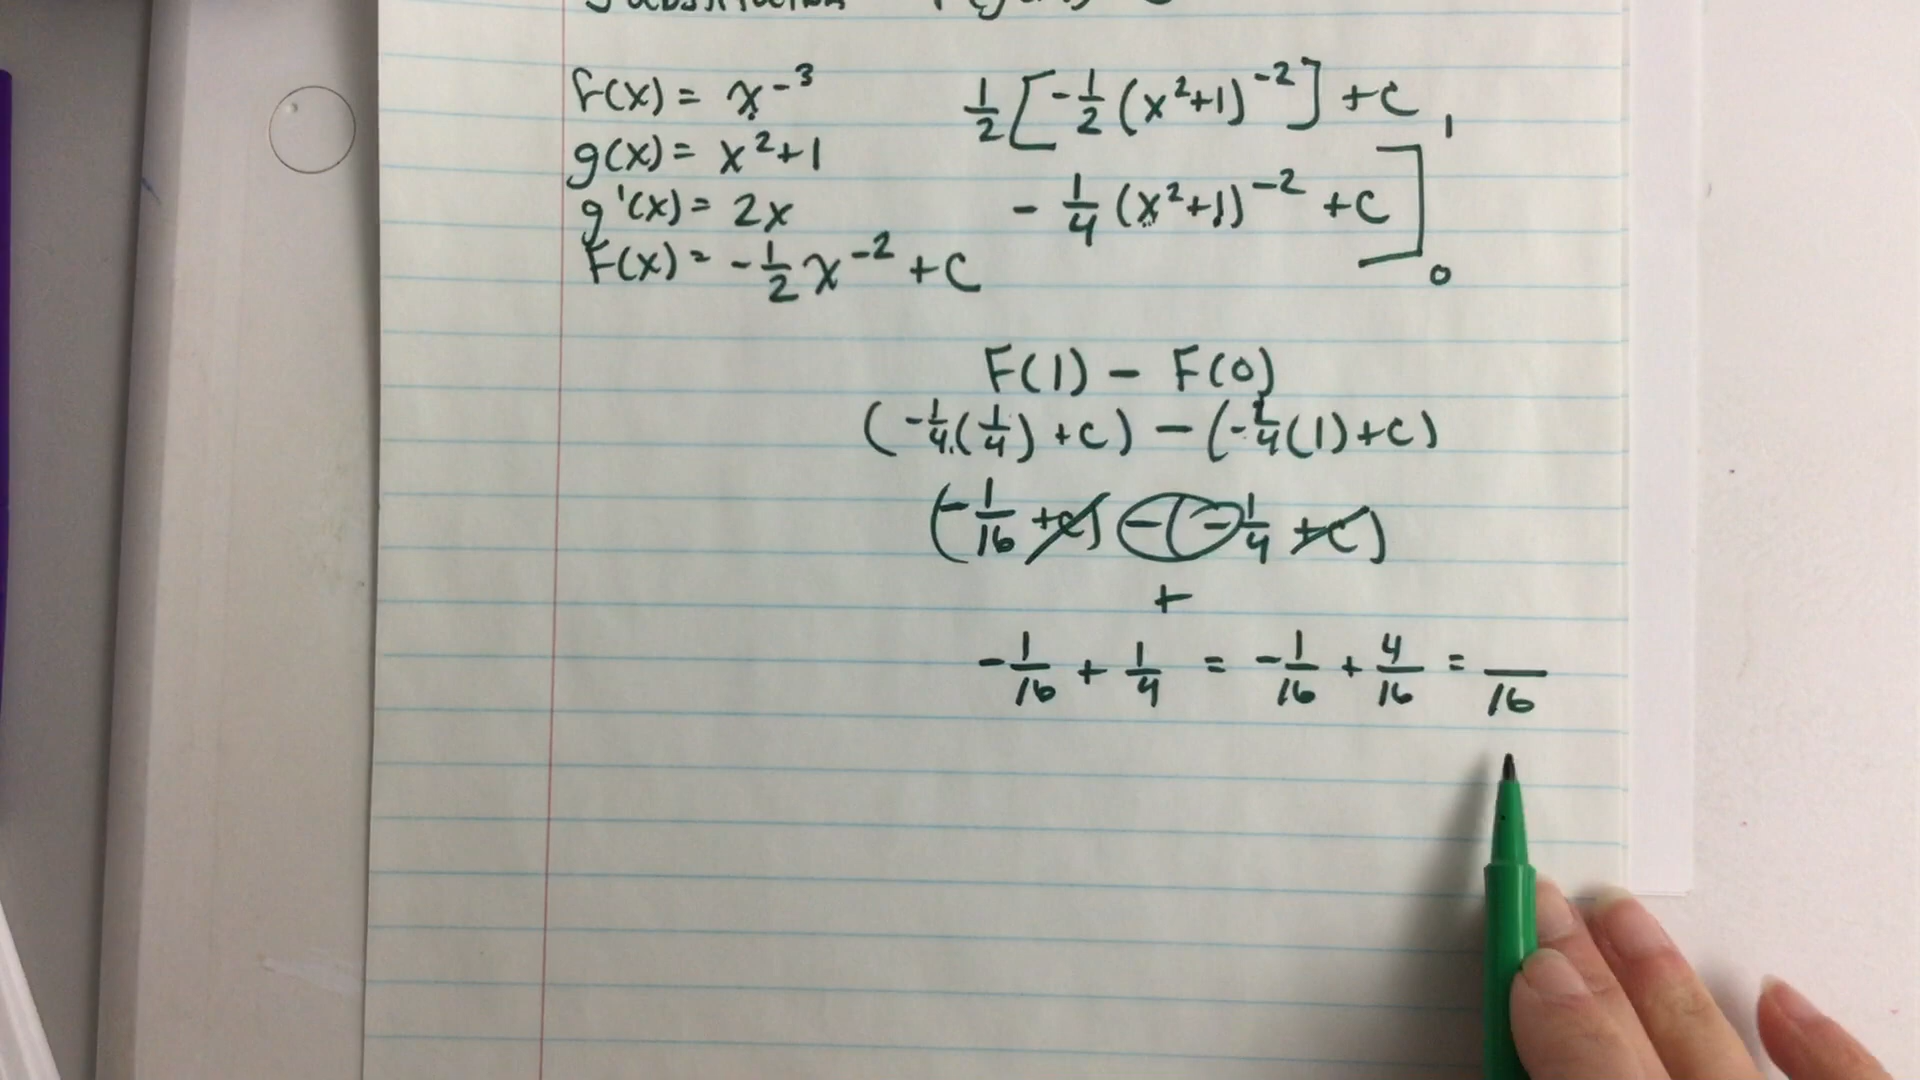 f(x) = x⁻³
g(x) = x²+1
g'(x) = 2x
F(x) = -1/2 x⁻² + C
1/2 [-1/2 (x²+1)⁻²] + C
- 1/4 (x²+1)⁻² + C ]₀¹
F(1) - F(0)
(-1/4 (1/4) + C) - (-1/4 (1) + C)
(-1/16 + C) - (-1/4 + C)
+
-1/16 + 1/4 = -1/16 + 4/16 = /16